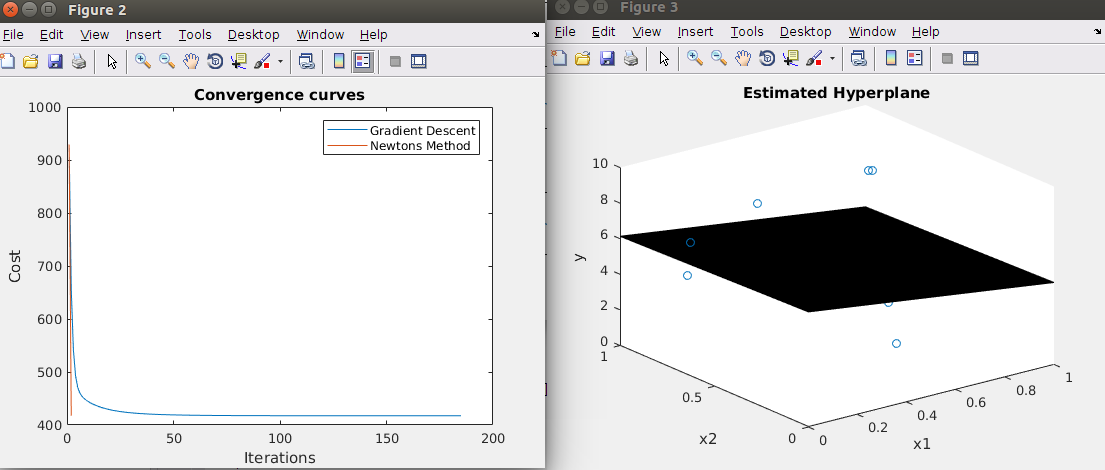 Figure 2
File Edit View Insert Tools Desktop Window Help
Convergence curves
1000
900
800
700
600
500
400
0 50 100 150 200
Cost
Iterations
Gradient Descent
Newtons Method
Figure 3
File Edit View Insert Tools Desktop Window Help
Estimated Hyperplane
10
8
6
4
2
0
y
1
0.5
0
x2
0
0.2
0.4
0.6
0.8
1
x1